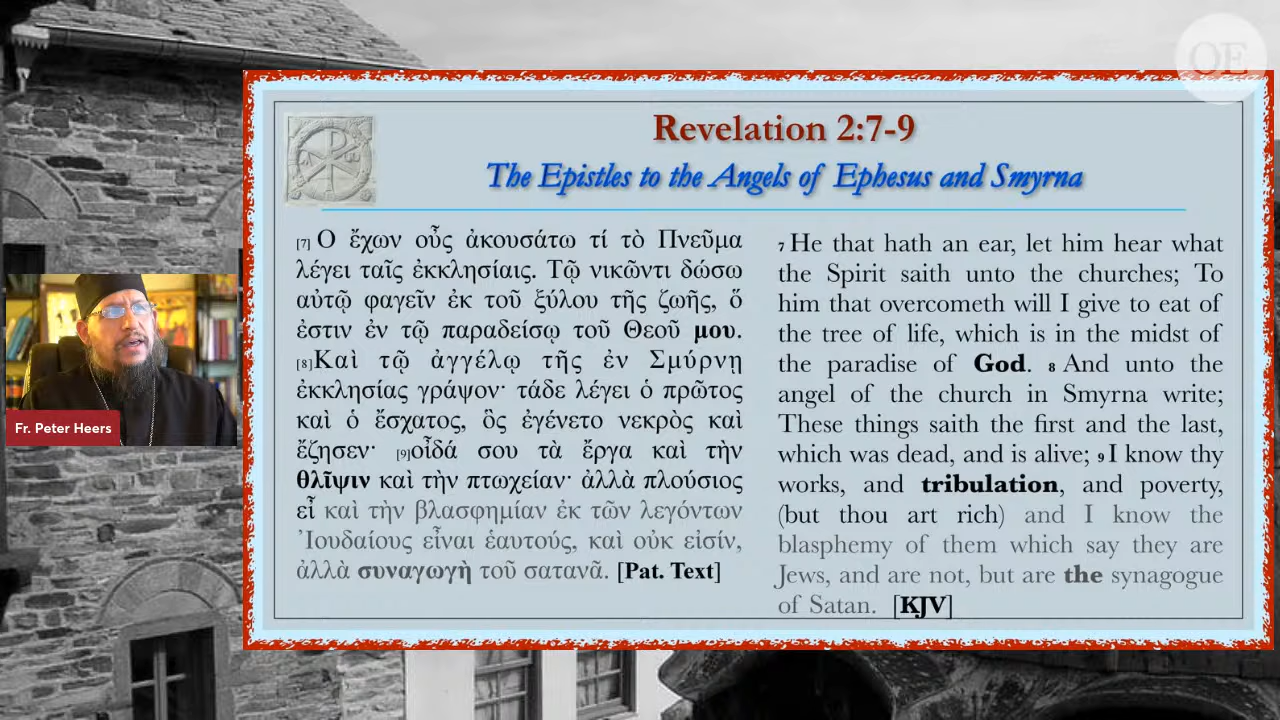 OE
Revelation 2:7-9
The Epistles to the Angels of Ephesus and Smyrna
[7] Ο ἔχων οὖς ἀκουσάτω τί τὸ Πνεῦμα
λέγει ταῖς ἐκκλησίαις. Τῷ νικῶντι δώσω
αὐτῷ φαγεῖν ἐκ τοῦ ξύλου τῆς ζωῆς, ὅ
ἐστιν ἐν τῷ παραδείσῳ τοῦ Θεοῦ μου.
[8]Καὶ τῷ ἀγγέλῳ τῆς ἐν Σμύρνῃ
ἐκκλησίας γράψον· τάδε λέγει ὁ πρῶτος
καὶ ὁ ἔσχατος, ὃς ἐγένετο νεκρὸς καὶ
ἔζησεν· [9]οἶδά σου τὰ ἔργα καὶ τὴν
θλῖψιν καὶ τὴν πτωχείαν· ἀλλὰ πλούσιος
εἶ καὶ τὴν βλασφημίαν ἐκ τῶν λεγόντων
᾿Ιουδαίους εἶναι ἑαυτούς, καὶ οὐκ εἰσίν,
ἀλλὰ συναγωγὴ τοῦ σατανᾶ. [Pat. Text]
7 He that hath an ear, let him hear what
the Spirit saith unto the churches; To
him that overcometh will I give to eat of
the tree of life, which is in the midst of
the paradise of God. 8 And unto the
angel of the church in Smyrna write;
These things saith the first and the last,
which was dead, and is alive; 9 I know thy
works, and tribulation, and poverty,
(but thou art rich) and I know the
blasphemy of them which say they are
Jews, and are not, but are the synagogue
of Satan. [KJV]
Fr. Peter Heers